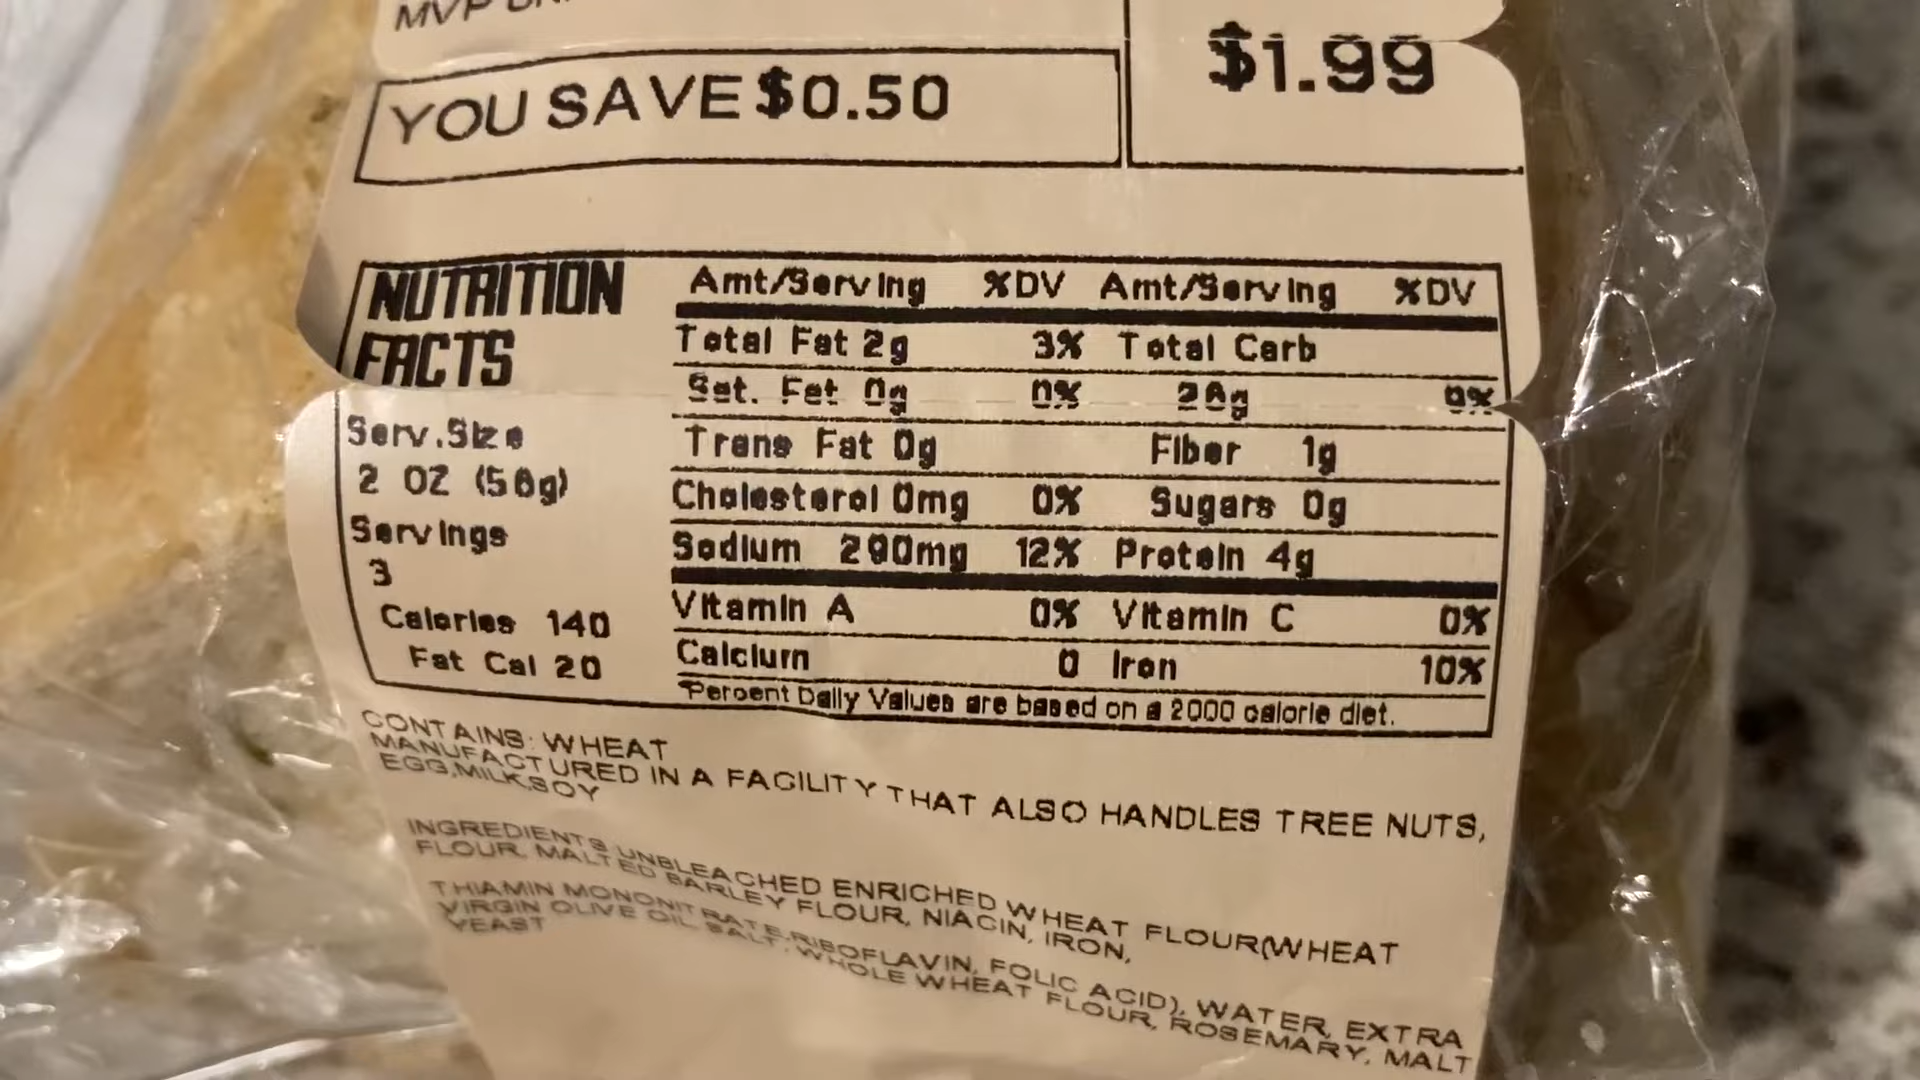 MVP
YOU SAVE $0.50
$1.99
NUTRITION
FACTS
Serv.Size
2 OZ (56g)
Servings
3
Calories 140
Fat Cal 20
Amt/Serving %DV Amt/Serving %DV
Total Fat 2g 3% Total Carb
Sat. Fat 0g 0% 26g 9%
Trans Fat 0g Fiber 1g
Cholesterol 0mg 0% Sugars 0g
Sodium 290mg 12% Protein 4g
Vitamin A 0% Vitamin C 0%
Calcium 0 Iron 10%
*Percent Daily Values are based on a 2000 calorie diet.
CONTAINS: WHEAT
MANUFACTURED IN A FACILITY THAT ALSO HANDLES TREE NUTS,
EGG,MILK,SOY
INGREDIENTS UNBLEACHED ENRICHED WHEAT FLOUR(WHEAT
FLOUR, MALTED BARLEY FLOUR, NIACIN, IRON,
THIAMIN MONONITRATE,RIBOFLAVIN, FOLIC ACID), WATER, EXTRA
VIRGIN OLIVE OIL, SALT, WHOLE WHEAT FLOUR, ROSEMARY, MALT
YEAST